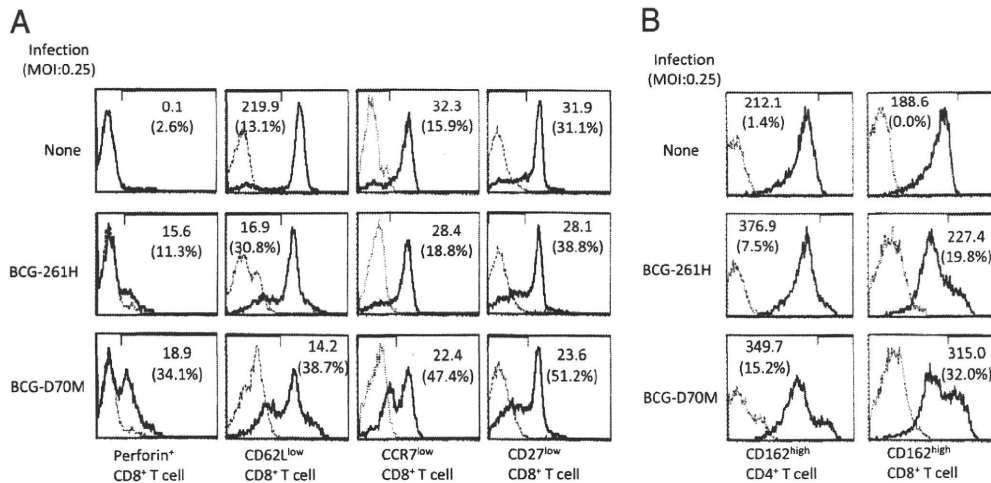 A
B
Infection
(MOI:0.25)
Infection
(MOI:0.25)
None
0.1
(2.6%)
219.9
(13.1%)
32.3
(15.9%)
31.9
(31.1%)
None
212.1
(1.4%)
188.6
(0.0%)
BCG-261H
15.6
(11.3%)
16.9
(30.8%)
28.4
(18.8%)
28.1
(38.8%)
BCG-261H
376.9
(7.5%)
227.4
(19.8%)
BCG-D70M
18.9
(34.1%)
14.2
(38.7%)
22.4
(47.4%)
23.6
(51.2%)
BCG-D70M
349.7
(15.2%)
315.0
(32.0%)
Perforin⁺
CD8⁺ T cell
CD62Lˡᵒʷ
CD8⁺ T cell
CCR7ˡᵒʷ
CD8⁺ T cell
CD27ˡᵒʷ
CD8⁺ T cell
CD162ʰⁱᵍʰ
CD4⁺ T cell
CD162ʰⁱᵍʰ
CD8⁺ T cell